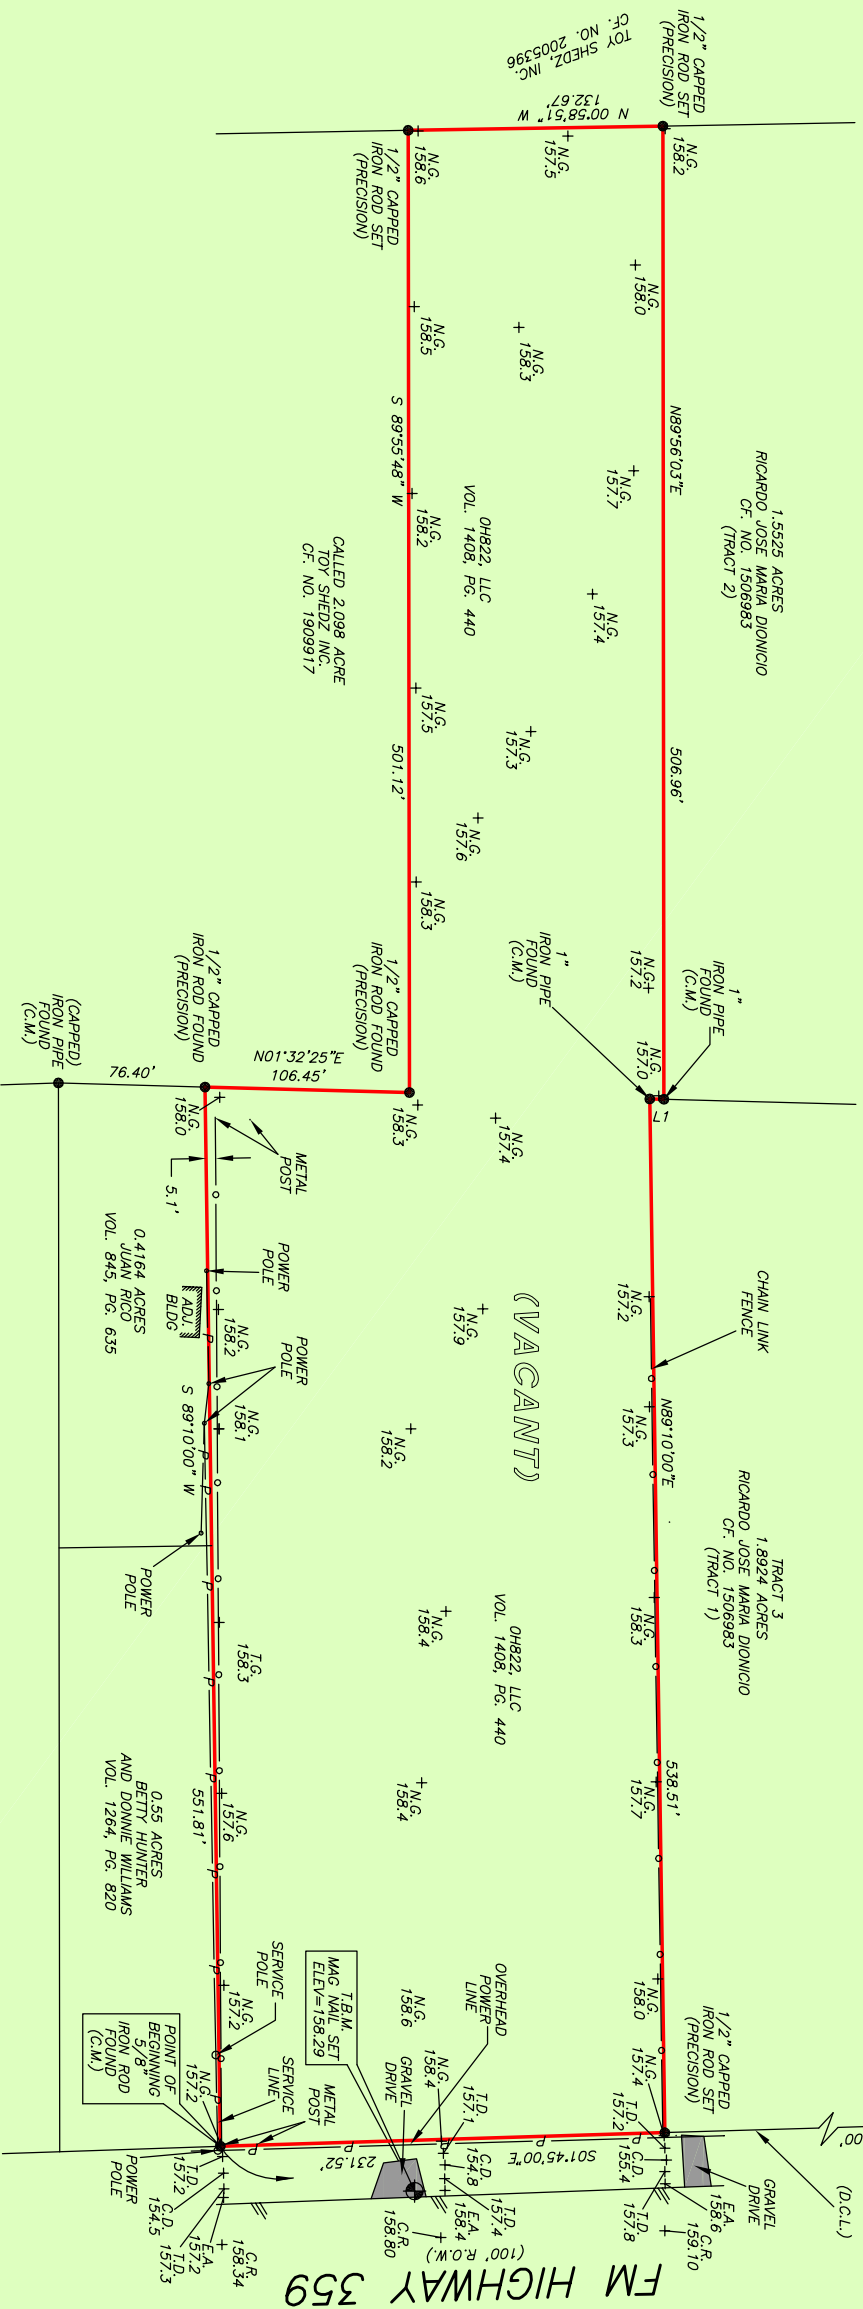 1/2" CAPPED
IRON ROD SET
(PRECISION)
TOY SHEDZ, INC.
CF. NO. 2005396
N 00°58'51" W
132.67'
N.G.
158.2
N.G.
157.5
N.G.
158.6
1/2" CAPPED
IRON ROD SET
(PRECISION)
N.G.
158.0
N.G.
158.3
N.G.
158.5
N89°56'03"E
506.96'
1.5525 ACRES
RICARDO JOSE MARIA DIONICIO
CF. NO. 1506983
(TRACT 2)
N.G.
157.7
N.G.
157.4
S 89°55'48" W
501.12'
N.G.
158.2
OH822, LLC
VOL. 1408, PG. 440
CALLED 2.098 ACRE
TOY SHEDZ INC.
CF. NO. 1909917
N.G.
157.5
N.G.
157.3
N.G.
157.6
N.G.
158.3
N.G.
157.2
1"
IRON PIPE
FOUND
(C.M.)
1"
IRON PIPE
FOUND
(C.M.)
N.G.
157.0
L1
1/2" CAPPED
IRON ROD FOUND
(PRECISION)
1/2" CAPPED
IRON ROD FOUND
(PRECISION)
N01°32'25"E
106.45'
76.40'
(CAPPED)
IRON PIPE
FOUND
(C.M.)
N.G.
158.3
N.G.
157.4
N.G.
158.0
METAL
POST
5.1'
POWER
POLE
0.4164 ACRES
JUAN RICO
VOL. 845, PG. 635
ADJ.
BLDG
P
N.G.
158.2
POWER
POLE
N.G.
158.1
S 89°10'00" W
551.81'
P
P
P
POWER
POLE
(VACANT)
N.G.
157.9
N.G.
158.2
CHAIN LINK
FENCE
N.G.
157.2
N.G.
157.3
N89°10'00"E
538.51'
TRACT 3
1.8924 ACRES
RICARDO JOSE MARIA DIONICIO
CF. NO. 1506983
(TRACT 1)
N.G.
158.3
N.G.
158.4
OH822, LLC
VOL. 1408, PG. 440
T.G.
158.3
P
P
N.G.
157.7
N.G.
158.4
N.G.
157.6
P
P
P
0.55 ACRES
BETTY HUNTER
AND DONNIE WILLIAMS
VOL. 1264, PG. 820
N.G.
158.0
N.G.
158.6
N.G.
157.2
SERVICE
POLE
T.B.M.
MAG NAIL SET
ELEV=158.29
OVERHEAD
POWER
LINE
1/2" CAPPED
IRON ROD SET
(PRECISION)
N.G.
157.4
N.G.
158.4
GRAVEL
DRIVE
SERVICE
LINE
METAL
POST
POINT OF
BEGINNING
5/8"
IRON ROD
FOUND
(C.M.)
N.G.
157.2
POWER
POLE
S01°45'00"E
231.52'
P
P
P
P
P
T.D.
157.2
C.D.
155.4
T.D.
157.8
E.A.
158.6
C.R.
159.10
GRAVEL
DRIVE
T.D.
157.1
C.D.
154.8
T.D.
157.4
E.A.
158.4
C.R.
158.80
T.D.
157.2
C.D.
154.5
T.D.
157.3
E.A.
157.2
C.R.
158.34
(D.C.L.)
00'
(100' R.O.W.)
FM HIGHWAY 359